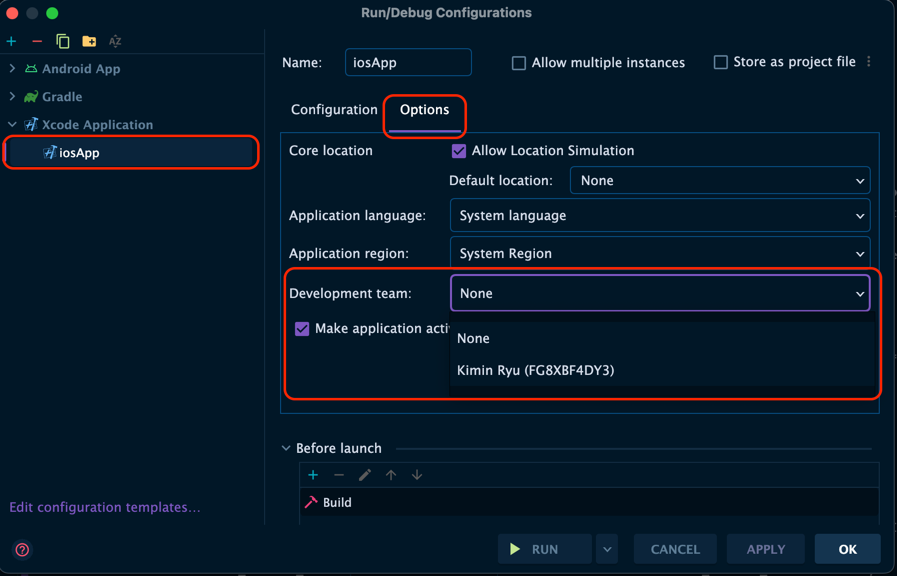 Run/Debug Configurations
Android App
Gradle
Xcode Application
iosApp
Edit configuration templates...
Name: iosApp Allow multiple instances Store as project file
Configuration Options
Core location Allow Location Simulation
Default location: None
Application language: System language
Application region: System Region
Development team: None
Make application acti
None
Kimin Ryu (FG8XBF4DY3)
Before launch
Build
RUN CANCEL APPLY OK